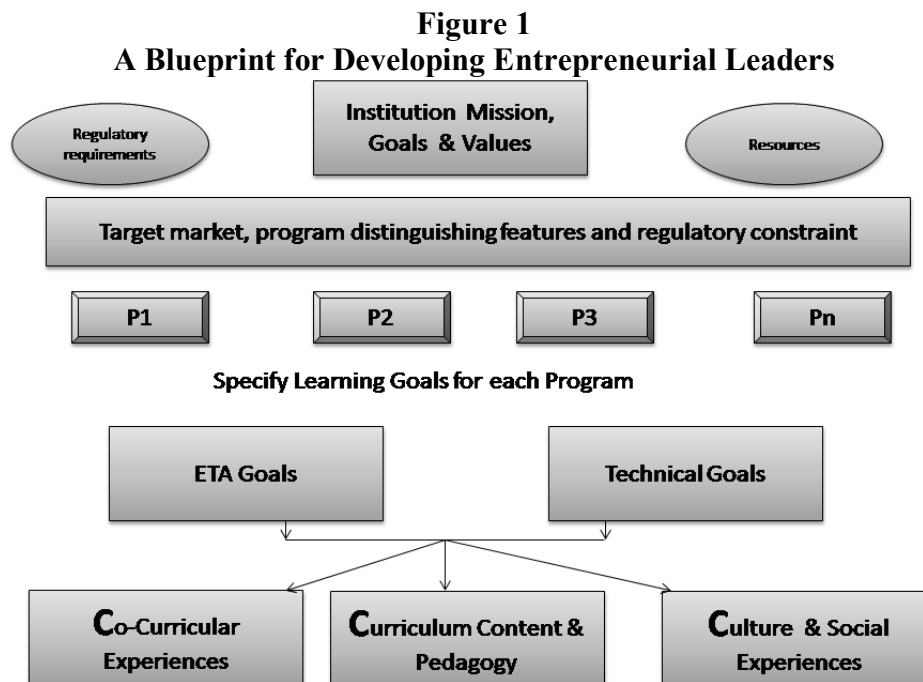 Figure 1
A Blueprint for Developing Entrepreneurial Leaders
Regulatory
requirements
Institution Mission,
Goals & Values
Resources
Target market, program distinguishing features and regulatory constraint
P1
P2
P3
Pn
Specify Learning Goals for each Program
ETA Goals
Technical Goals
Co-Curricular
Experiences
Curriculum Content &
Pedagogy
Culture & Social
Experiences